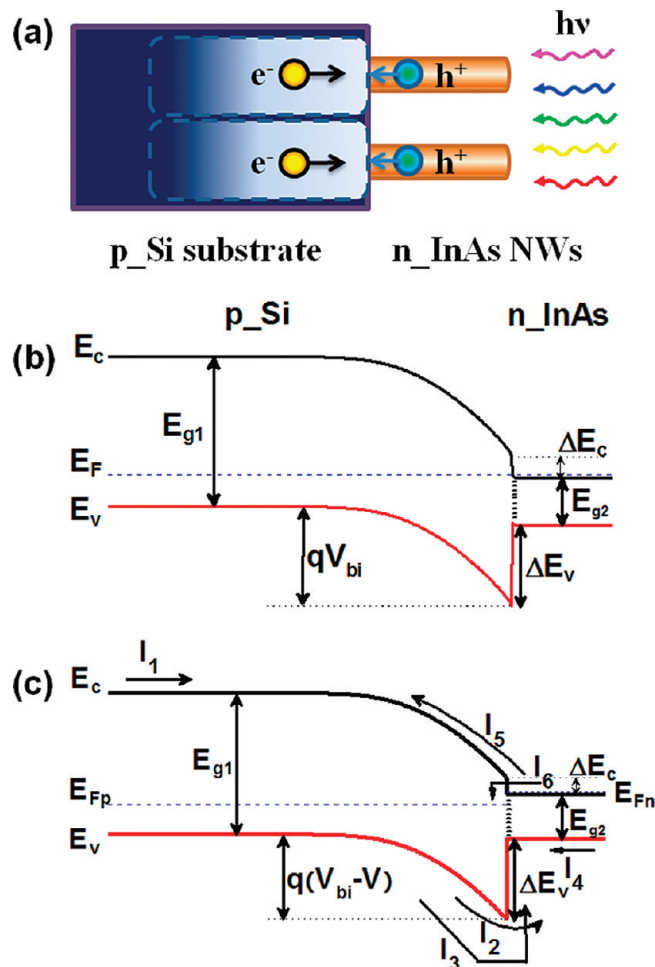 (a)
hν
e⁻ h⁺
e⁻ h⁺
p_Si substrate n_InAs NWs
(b)
p_Si n_InAs
E_c
E_g1
ΔE_c
E_F
E_g2
E_v
qV_bi
ΔE_v
(c)
I_1
E_c
I_5
I_6
ΔE_c
E_g1
E_Fp
E_Fn
E_g2
E_v
I_4
q(V_bi-V)
ΔE_v
I_2
I_3